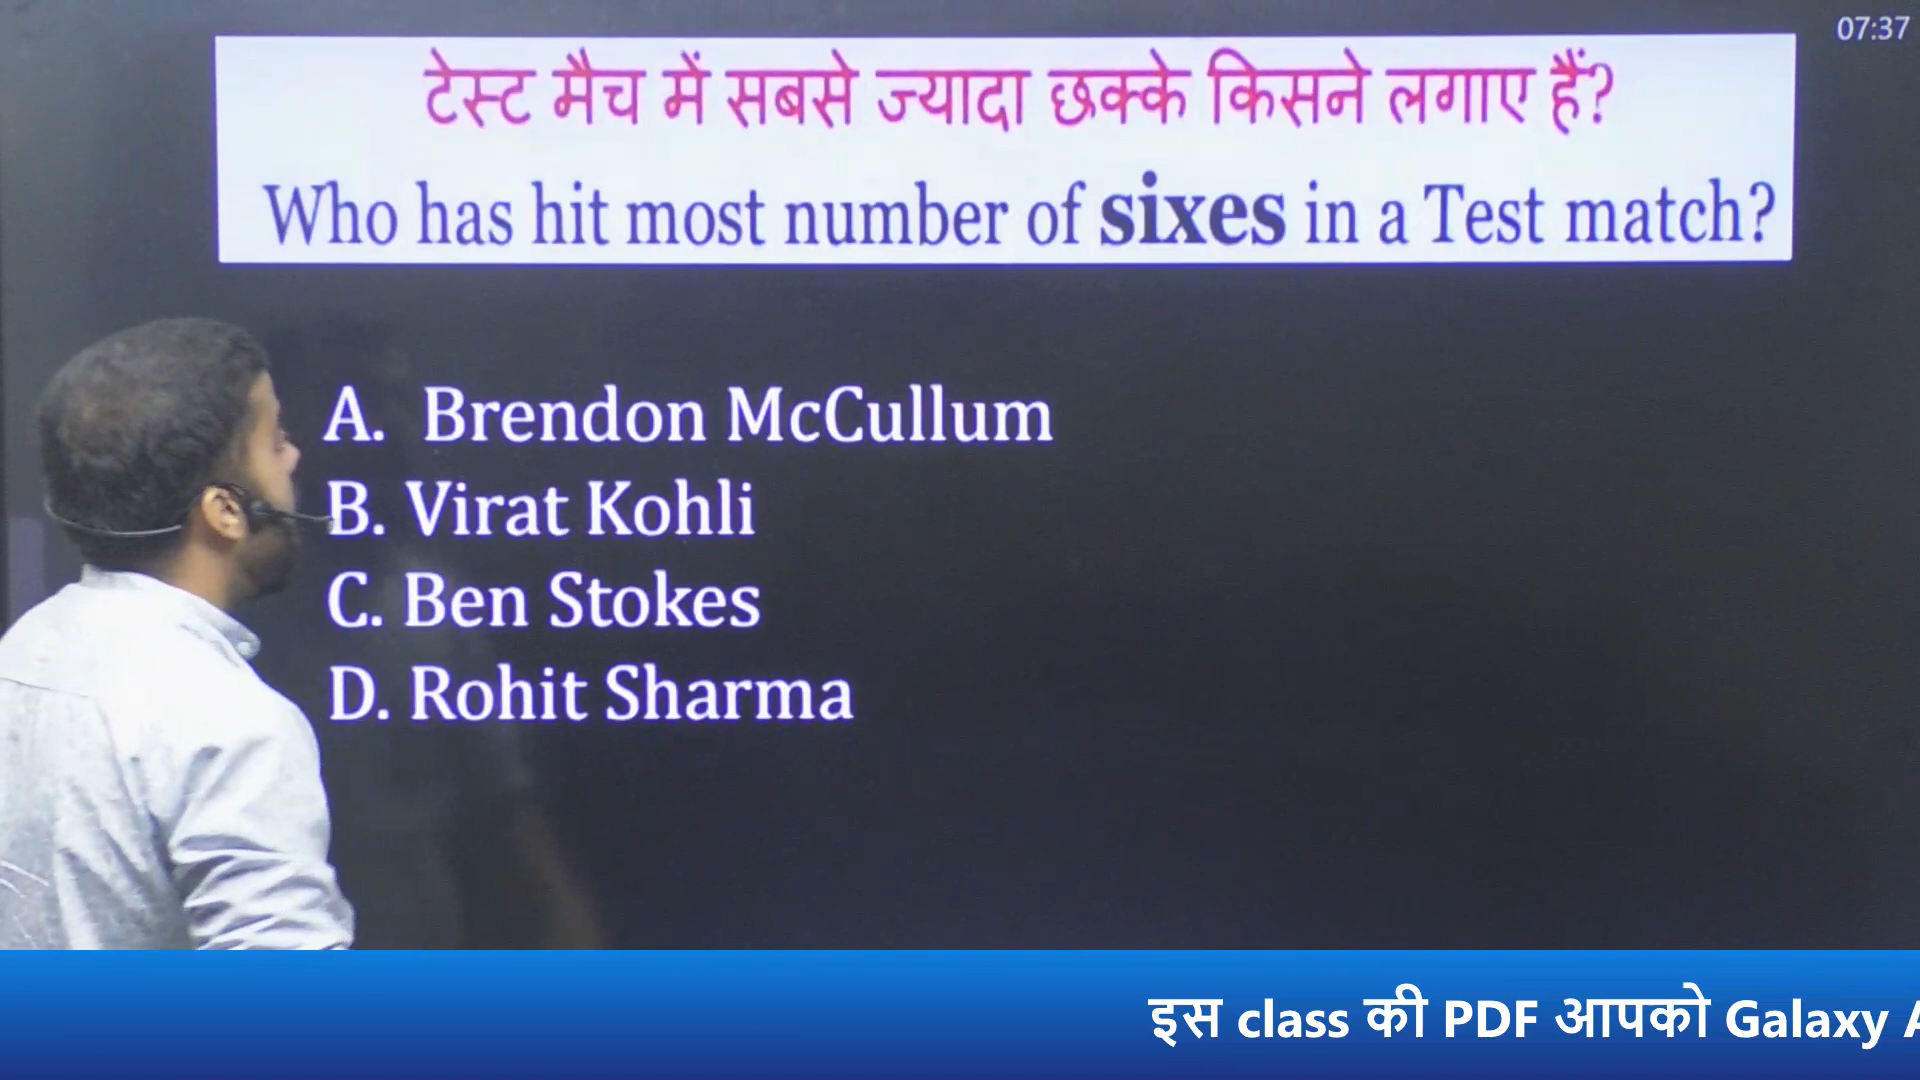 07:37
टेस्ट मैच में सबसे ज्यादा छक्के किसने लगाए हैं?
Who has hit most number of sixes in a Test match?
A. Brendon McCullum
B. Virat Kohli
C. Ben Stokes
D. Rohit Sharma
इस class की PDF आपको Galaxy